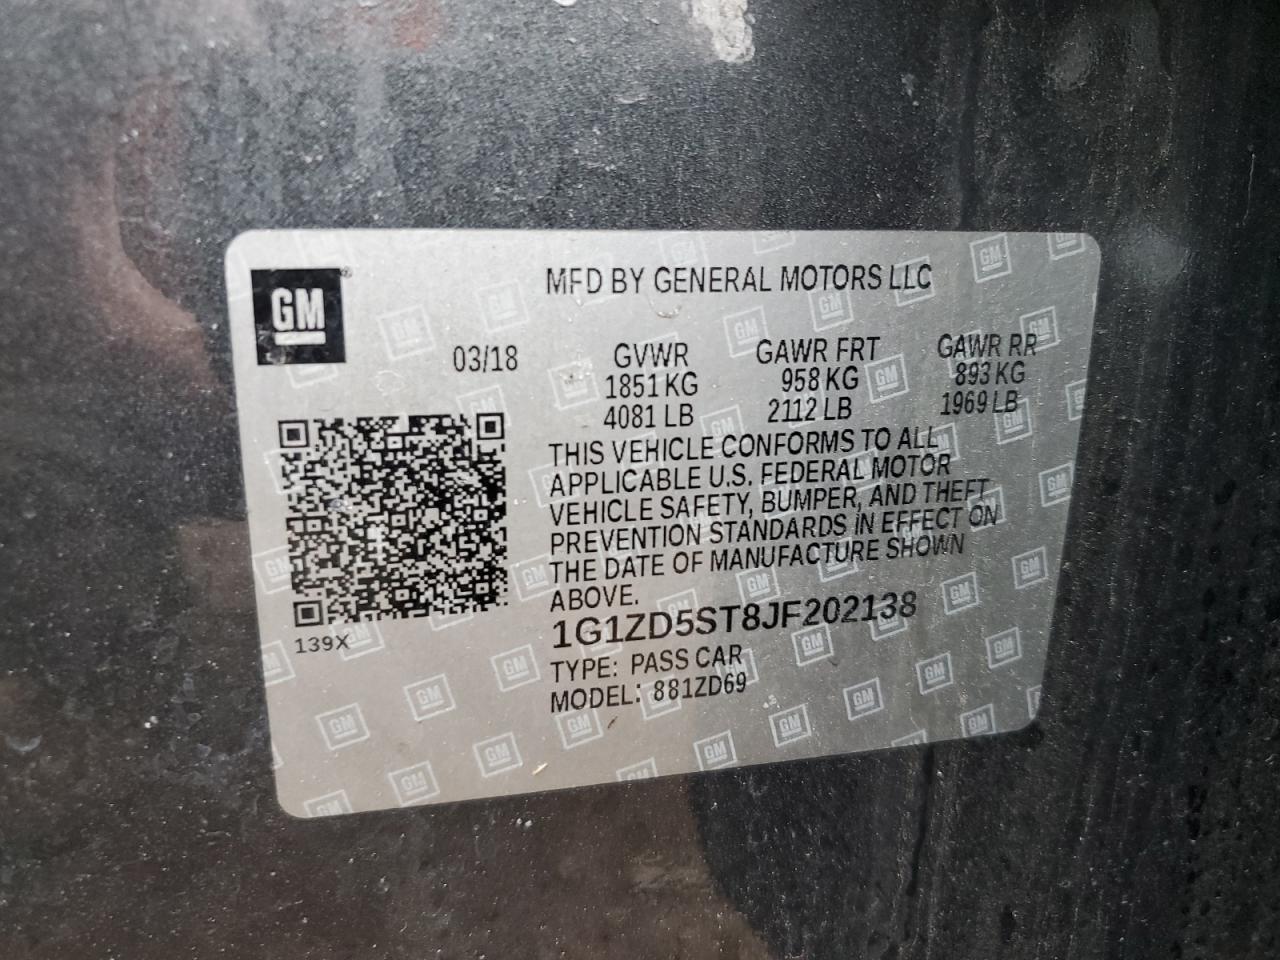 GM
MFD BY GENERAL MOTORS LLC
03/18 GVWR GAWR FRT GAWR RR
1851 KG 958 KG 893 KG
4081 LB 2112 LB 1969 LB
THIS VEHICLE CONFORMS TO ALL
APPLICABLE U.S. FEDERAL MOTOR
VEHICLE SAFETY, BUMPER, AND THEFT
PREVENTION STANDARDS IN EFFECT ON
THE DATE OF MANUFACTURE SHOWN
ABOVE.
139X
1G1ZD5ST8JF202138
TYPE: PASS CAR
MODEL: 881ZD69